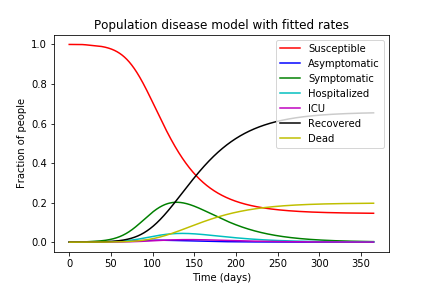 Population disease model with fitted rates
Fraction of people
1.0
0.8
0.6
0.4
0.2
0.0
Susceptible
Asymptomatic
Symptomatic
Hospitalized
ICU
Recovered
Dead
0 50 100 150 200 250 300 350
Time (days)